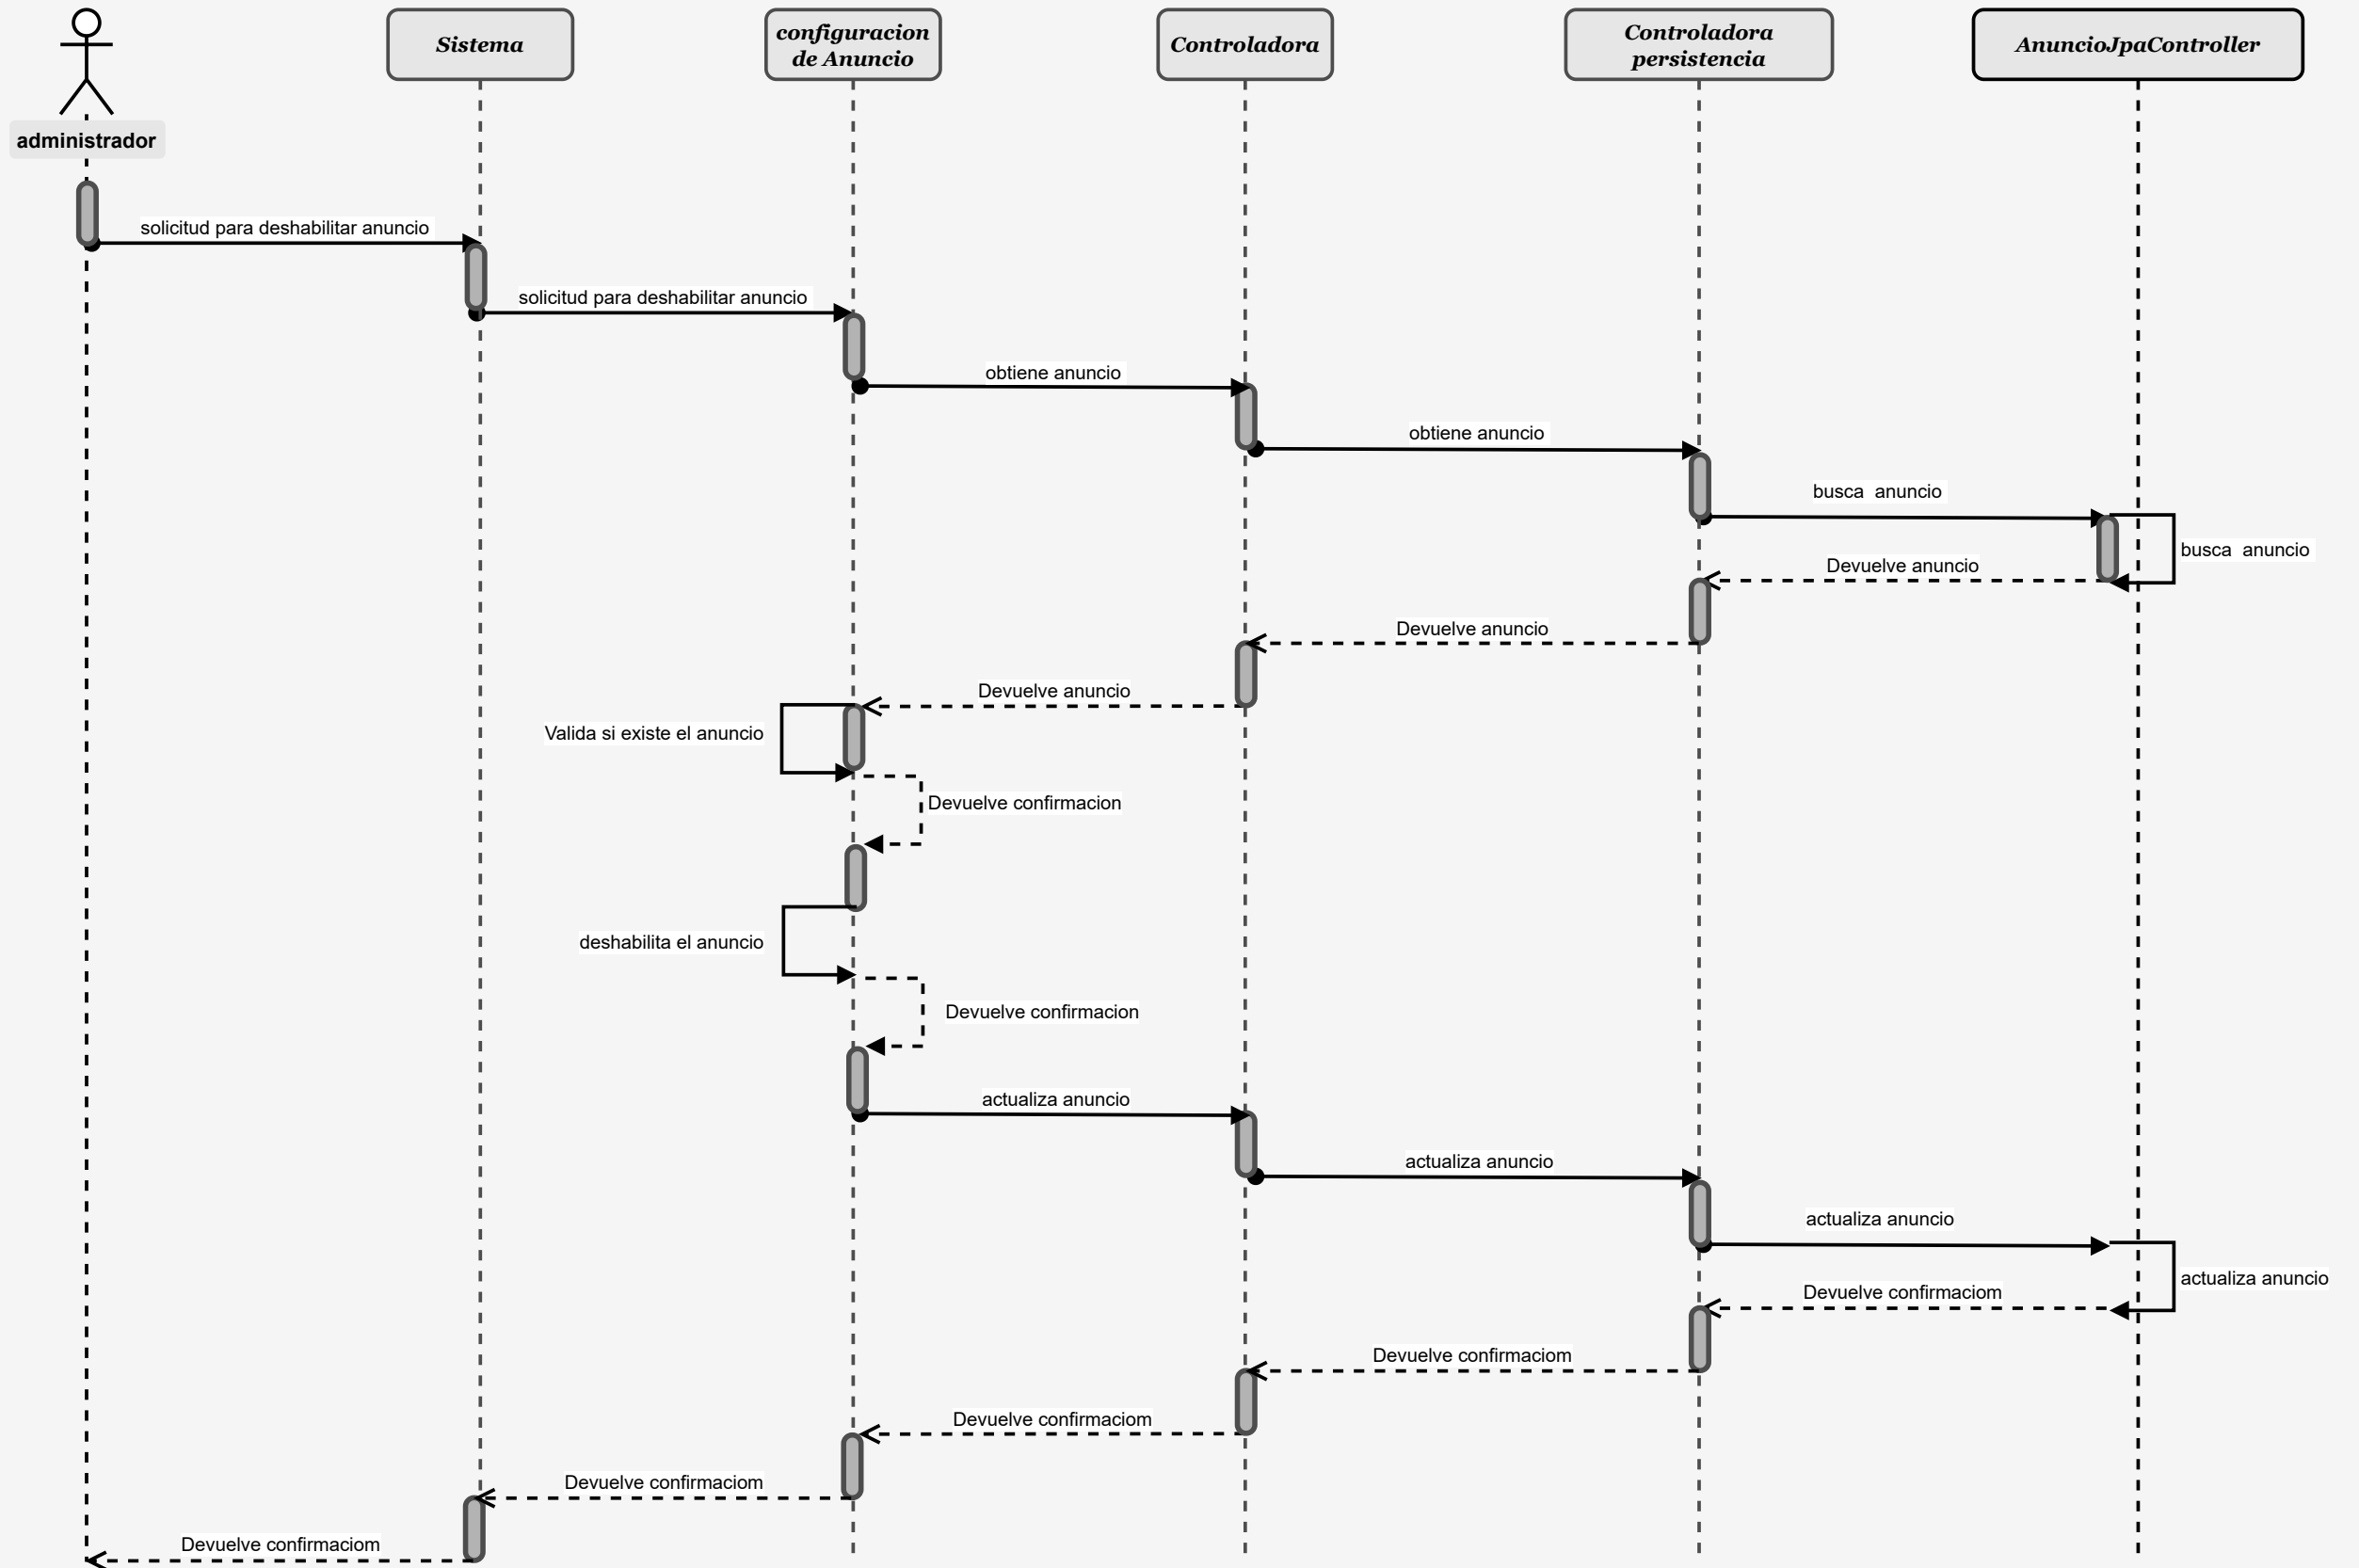 Sistema
configuracion
de Anuncio
Controladora
Controladora
persistencia
AnuncioJpaController
administrador
solicitud para deshabilitar anuncio
solicitud para deshabilitar anuncio
obtiene anuncio
obtiene anuncio
busca  anuncio
busca  anuncio
Devuelve anuncio
Devuelve anuncio
Devuelve anuncio
Valida si existe el anuncio
Devuelve confirmacion
deshabilita el anuncio
Devuelve confirmacion
actualiza anuncio
actualiza anuncio
actualiza anuncio
actualiza anuncio
Devuelve confirmaciom
Devuelve confirmaciom
Devuelve confirmaciom
Devuelve confirmaciom
Devuelve confirmaciom